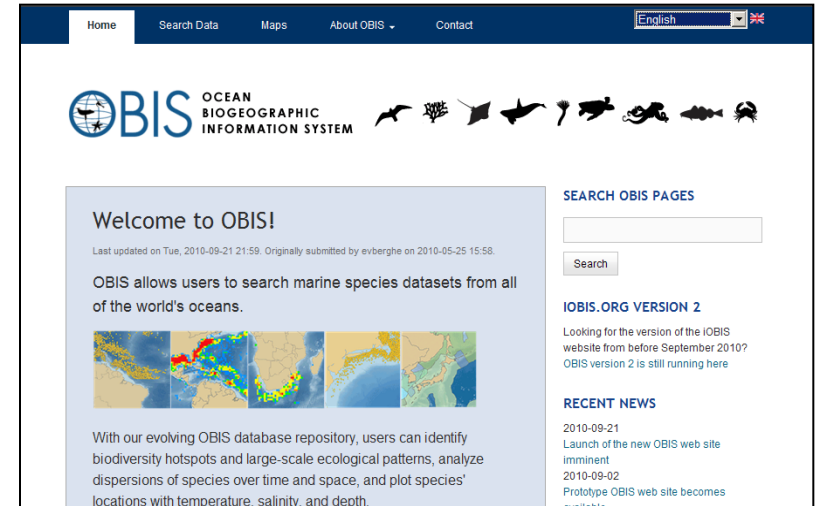 Home Search Data Maps About OBIS Contact English
OBIS OCEAN
BIOGEOGRAPHIC
INFORMATION SYSTEM
Welcome to OBIS!
Last updated on Tue, 2010-09-21 21:59. Originally submitted by evberghe on 2010-05-25 15:58.
OBIS allows users to search marine species datasets from all
of the world's oceans.
With our evolving OBIS database repository, users can identify
biodiversity hotspots and large-scale ecological patterns, analyze
dispersions of species over time and space, and plot species'
locations with temperature, salinity, and depth.
SEARCH OBIS PAGES
Search
IOBIS.ORG VERSION 2
Looking for the version of the iOBIS
website from before September 2010?
OBIS version 2 is still running here
RECENT NEWS
2010-09-21
Launch of the new OBIS web site
imminent
2010-09-02
Prototype OBIS web site becomes
available